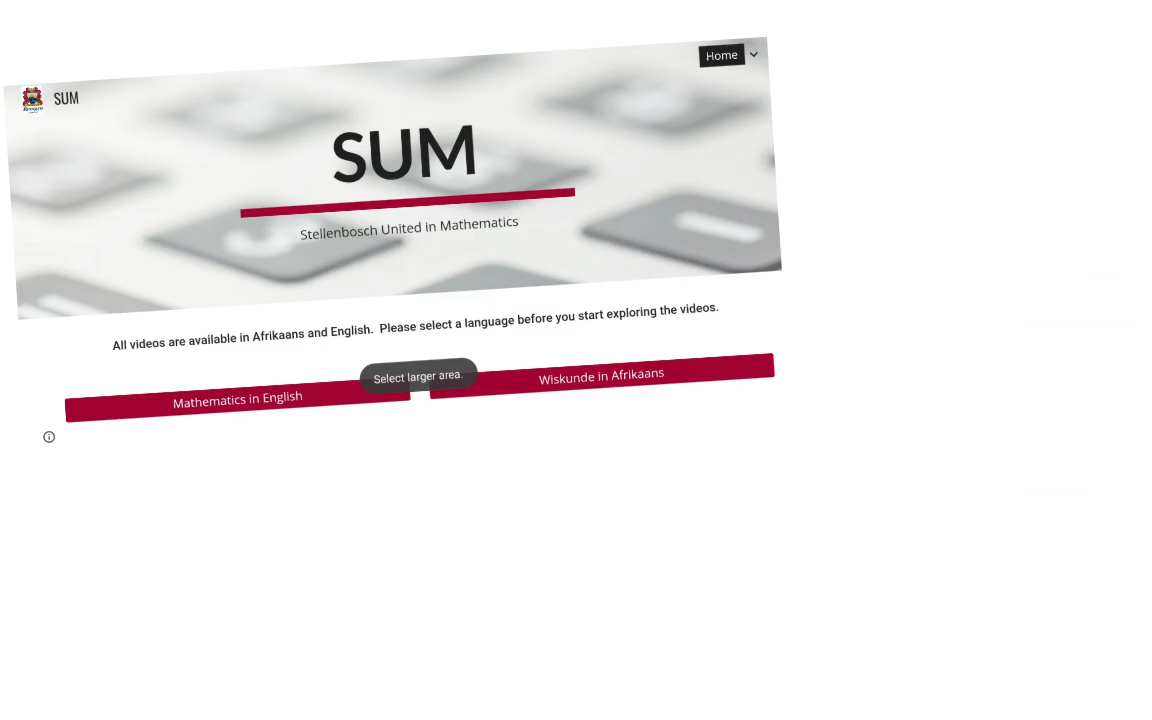 Home
SUM
SUM
Stellenbosch United in Mathematics
All videos are available in Afrikaans and English.  Please select a language before you start exploring the videos.
Select larger area.
Mathematics in English
Wiskunde in Afrikaans